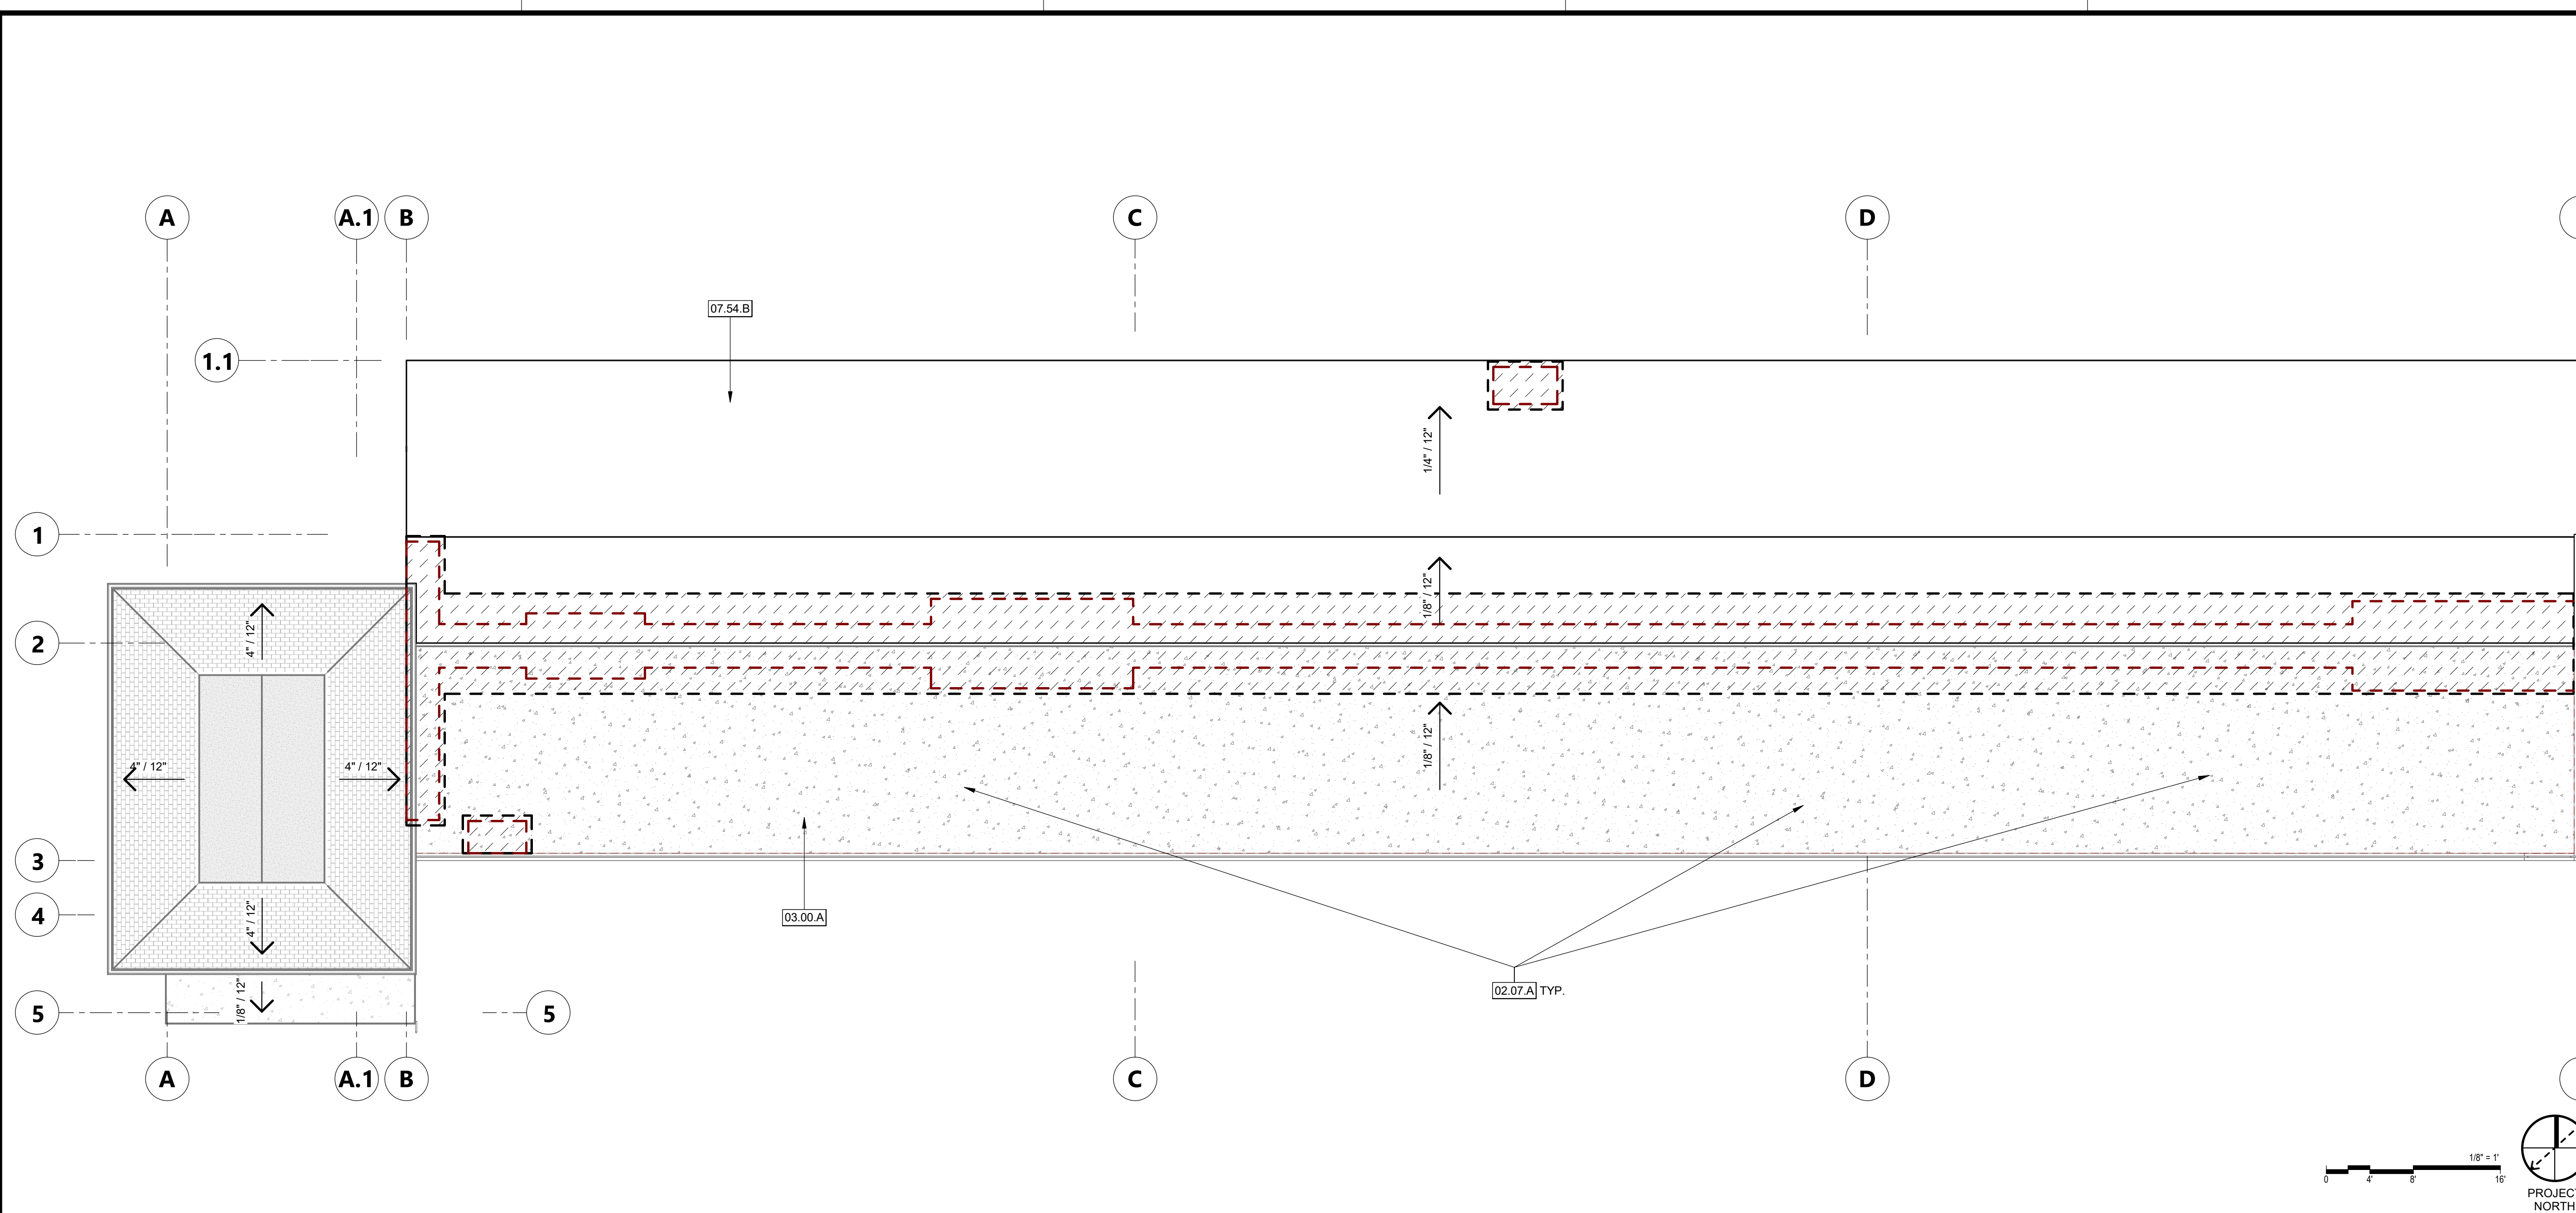 A
A.1
B
C
D
07.54.B
1.1
1/4" / 12"
1
1/8" / 12"
4" / 12"
2
1/8" / 12"
4" / 12"
4" / 12"
3
4
4" / 12"
03.00.A
02.07.A TYP.
1/8" / 12"
5
5
A
A.1
B
C
D
1/8" = 1'
0
4'
8'
16'
PROJECT
NORTH